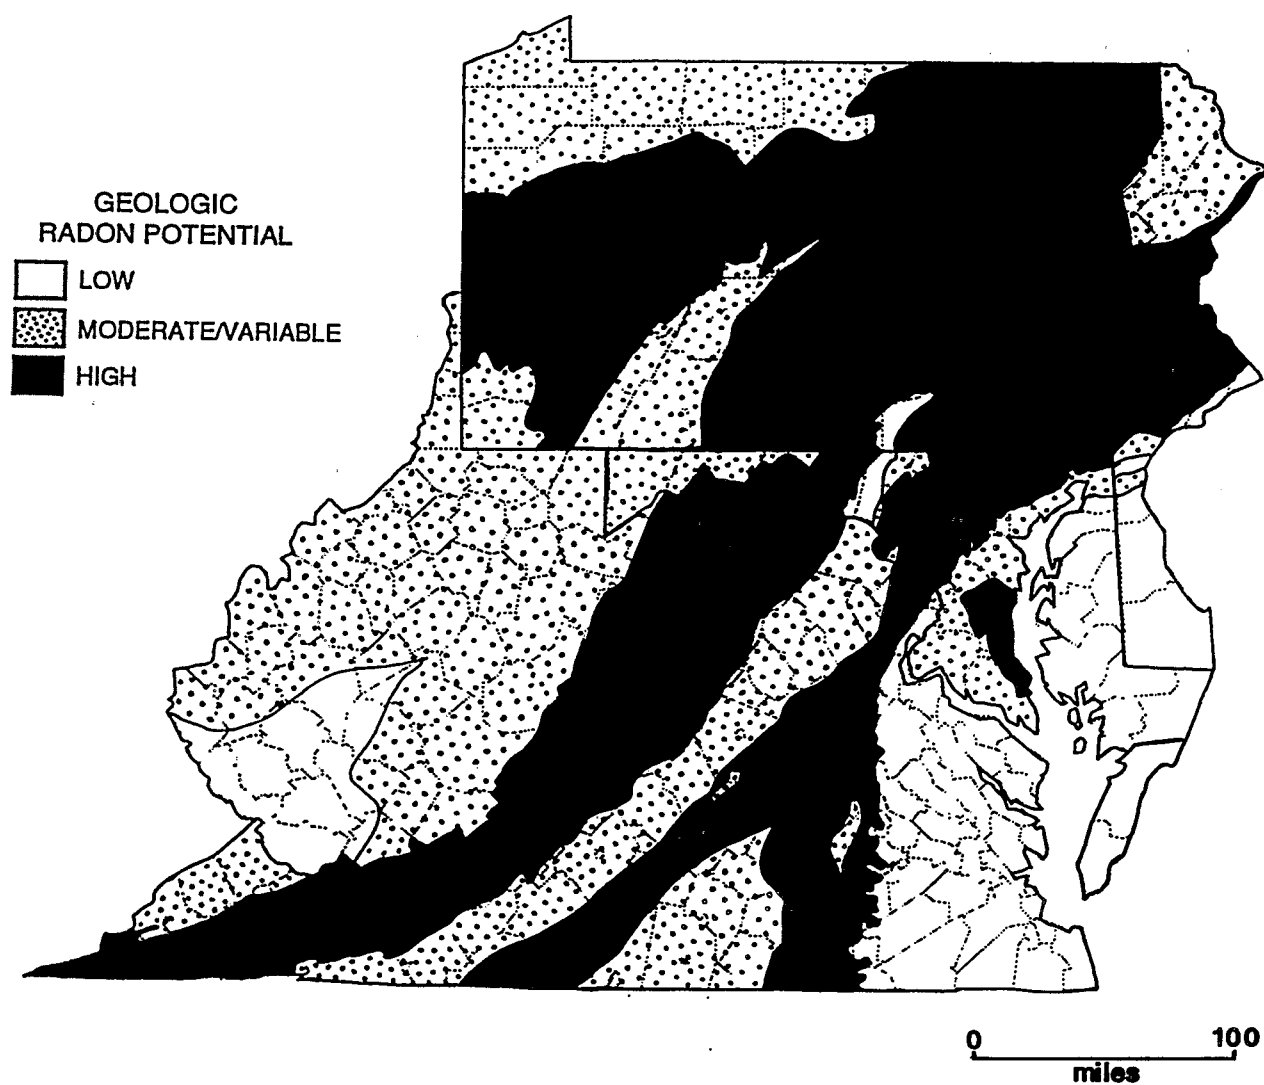 GEOLOGIC
RADON POTENTIAL
LOW
MODERATE/VARIABLE
HIGH
0 100
miles